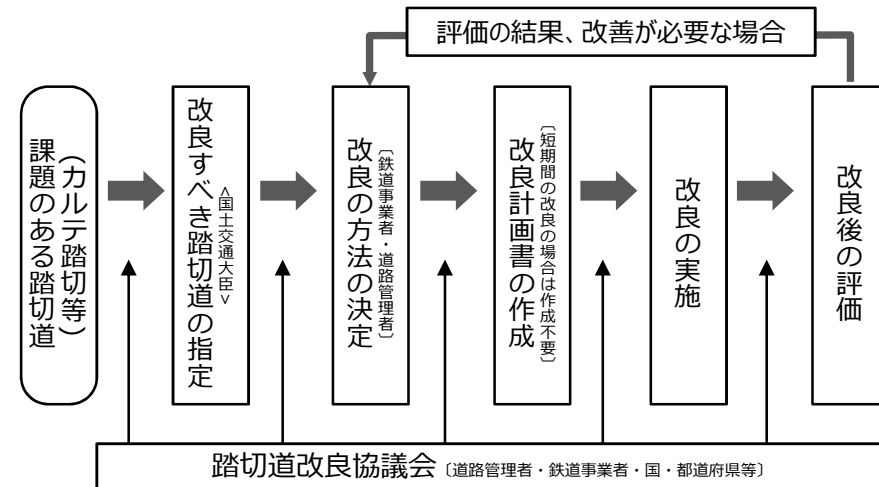 評価の結果、改善が必要な場合
課題のある踏切道
（カルテ踏切等）
改良すべき踏切道の指定
<国土交通大臣>
改良の方法の決定
〔鉄道事業者・道路管理者〕
改良計画書の作成
〔短期間の改良の場合は作成不要〕
改良の実施
改良後の評価
踏切道改良協議会〔道路管理者・鉄道事業者・国・都道府県等〕